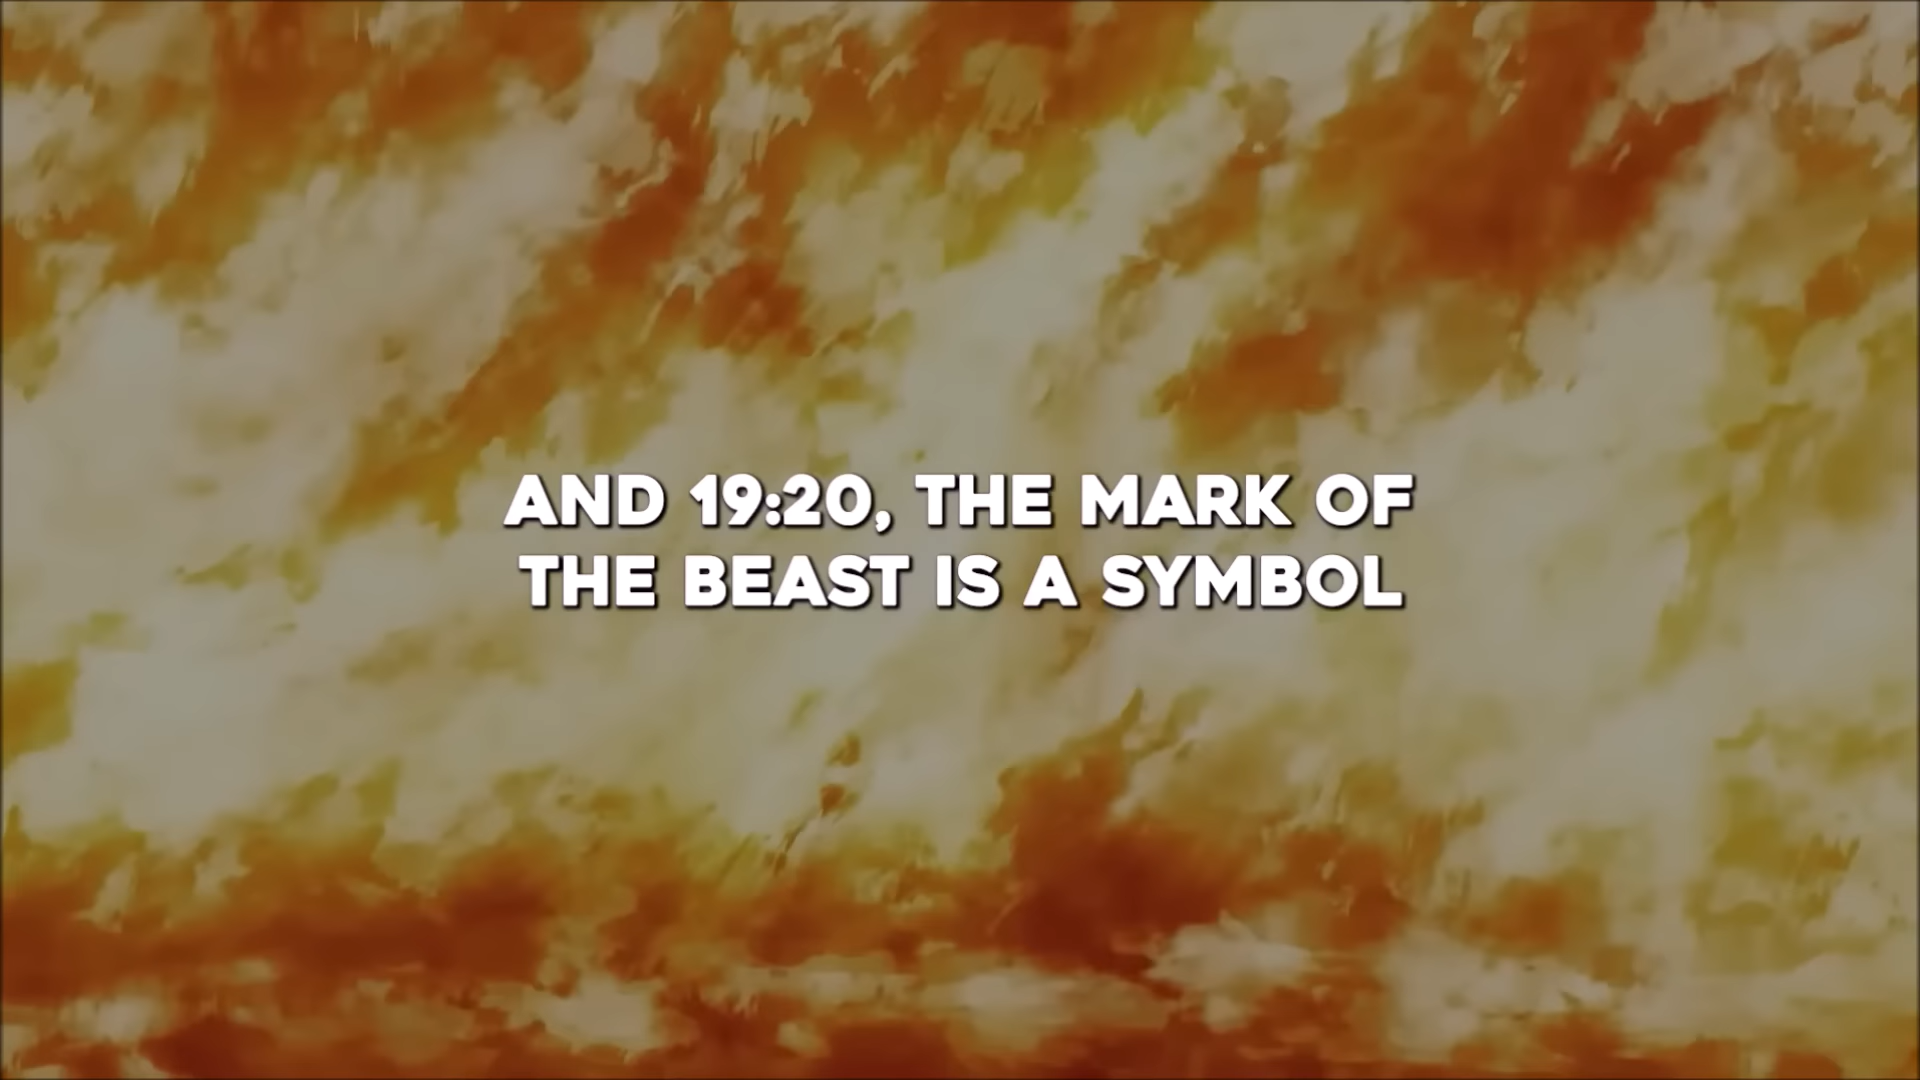 AND 19:20, THE MARK OF
THE BEAST IS A SYMBOL